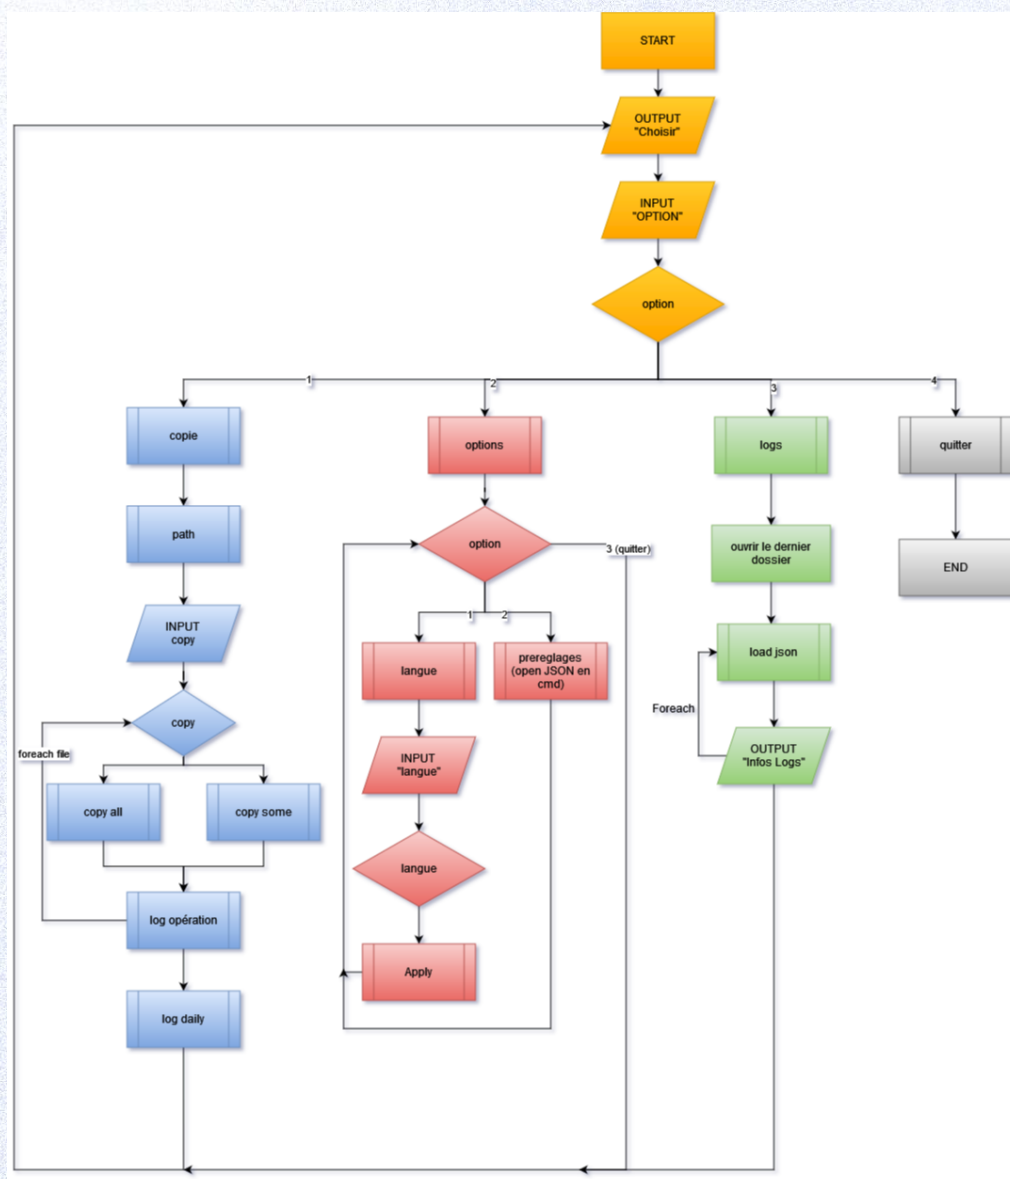 START
OUTPUT
"Choisir"
INPUT
"OPTION"
option
1
2
3
4
copie
path
INPUT
copy
copy
foreach file
copy all
copy some
log opération
log daily
options
option
3 (quitter)
1
2
langue
prereglages
(open JSON en
cmd)
INPUT
"langue"
langue
Apply
logs
ouvrir le dernier
dossier
load json
Foreach
OUTPUT
"Infos Logs"
quitter
END